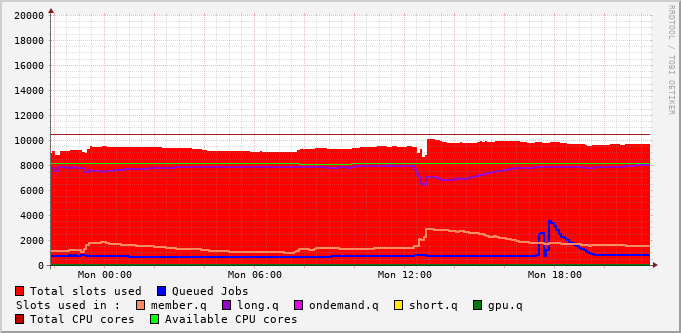 RRDTOOL / TOBI OETIKER
20000
18000
16000
14000
12000
10000
8000
6000
4000
2000
0
Mon 00:00 Mon 06:00 Mon 12:00 Mon 18:00
Total slots used Queued Jobs
Slots used in : member.q long.q ondemand.q short.q gpu.q
Total CPU cores Available CPU cores